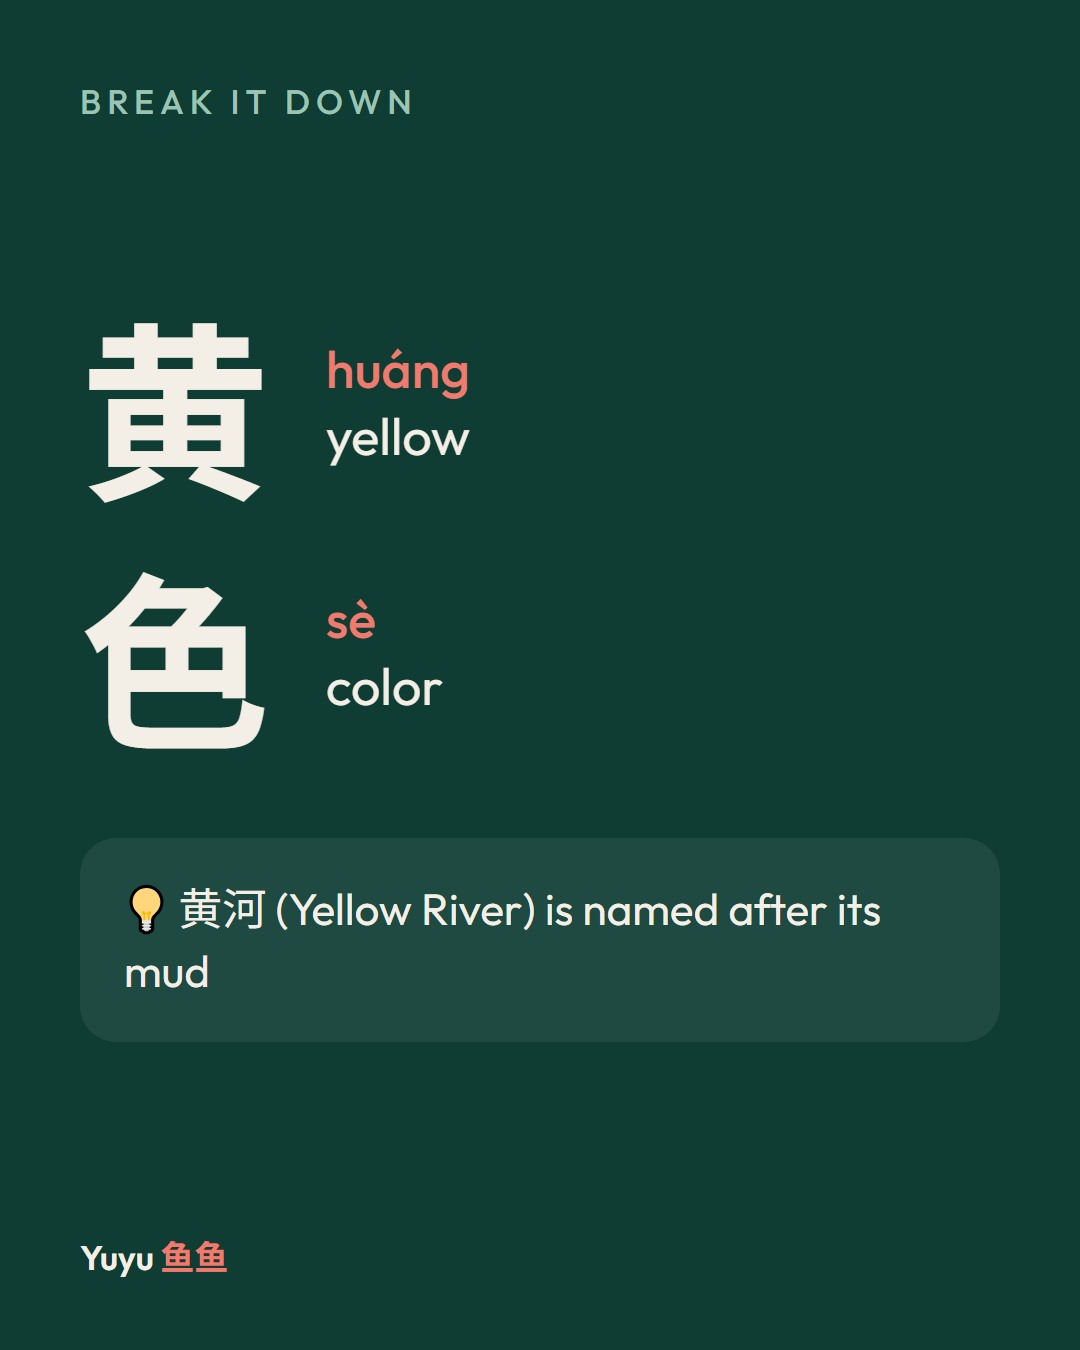 BREAK IT DOWN
黄
huáng
yellow
色
sè
color
💡 黄河 (Yellow River) is named after its
mud
Yuyu 鱼鱼